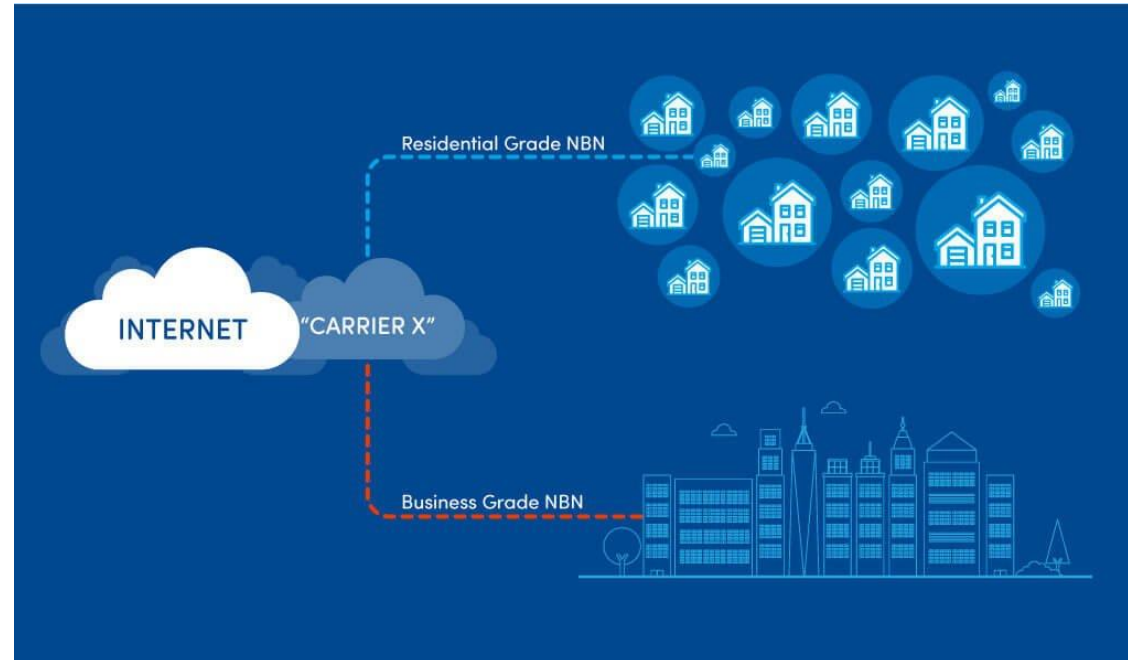 Residential Grade NBN
INTERNET
“CARRIER X”
Business Grade NBN